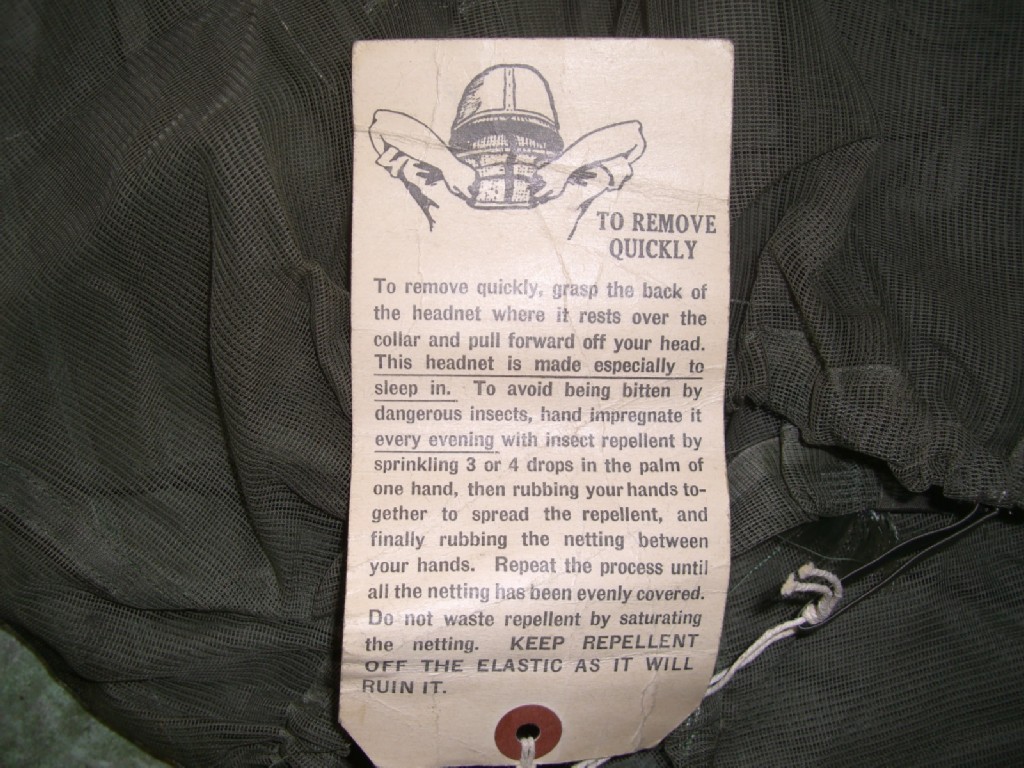 TO REMOVE
QUICKLY
To remove quickly, grasp the back of
the headnet where it rests over the
collar and pull forward off your head.
This headnet is made especially to
sleep in. To avoid being bitten by
dangerous insects, hand impregnate it
every evening with insect repellent by
sprinkling 3 or 4 drops in the palm of
one hand, then rubbing your hands to-
gether to spread the repellent, and
finally rubbing the netting between
your hands. Repeat the process until
all the netting has been evenly covered.
Do not waste repellent by saturating
the netting. KEEP REPELLENT
OFF THE ELASTIC AS IT WILL
RUIN IT.